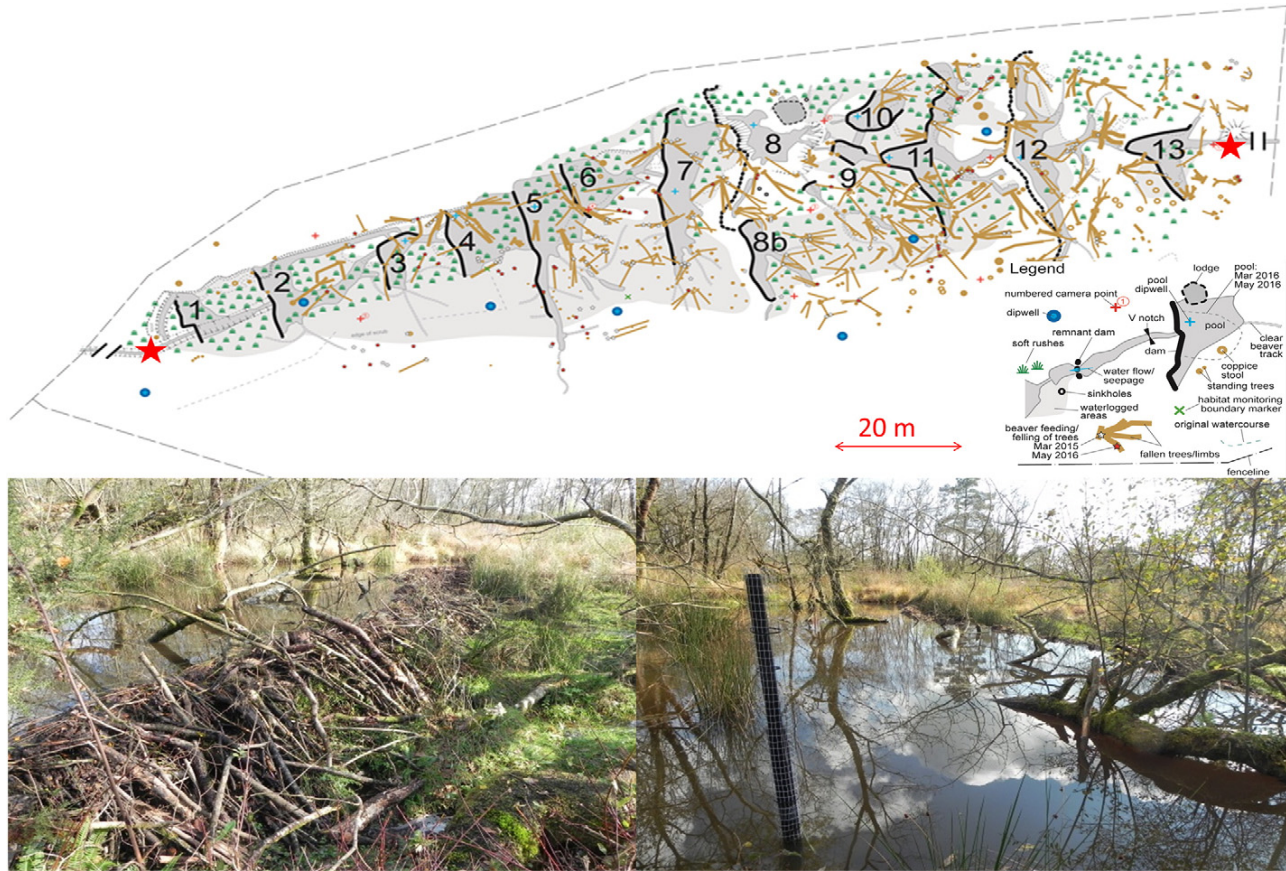 10
8
13
12
11
7
9
6
5
8b
4
3
2
1
Legend
lodge
pool:
Mar 2016
May 2016
pool
dipwell
numbered camera point
1
dipwell
V notch
remnant dam
pool
soft rushes
dam
clear
beaver
track
coppice
stool
water flow/
seepage
standing trees
sinkholes
habitat monitoring
boundary marker
waterlogged
areas
original watercourse
beaver feeding/
felling of trees
Mar 2015
May 2016
fallen trees/limbs
fenceline
20 m
edge of scrub